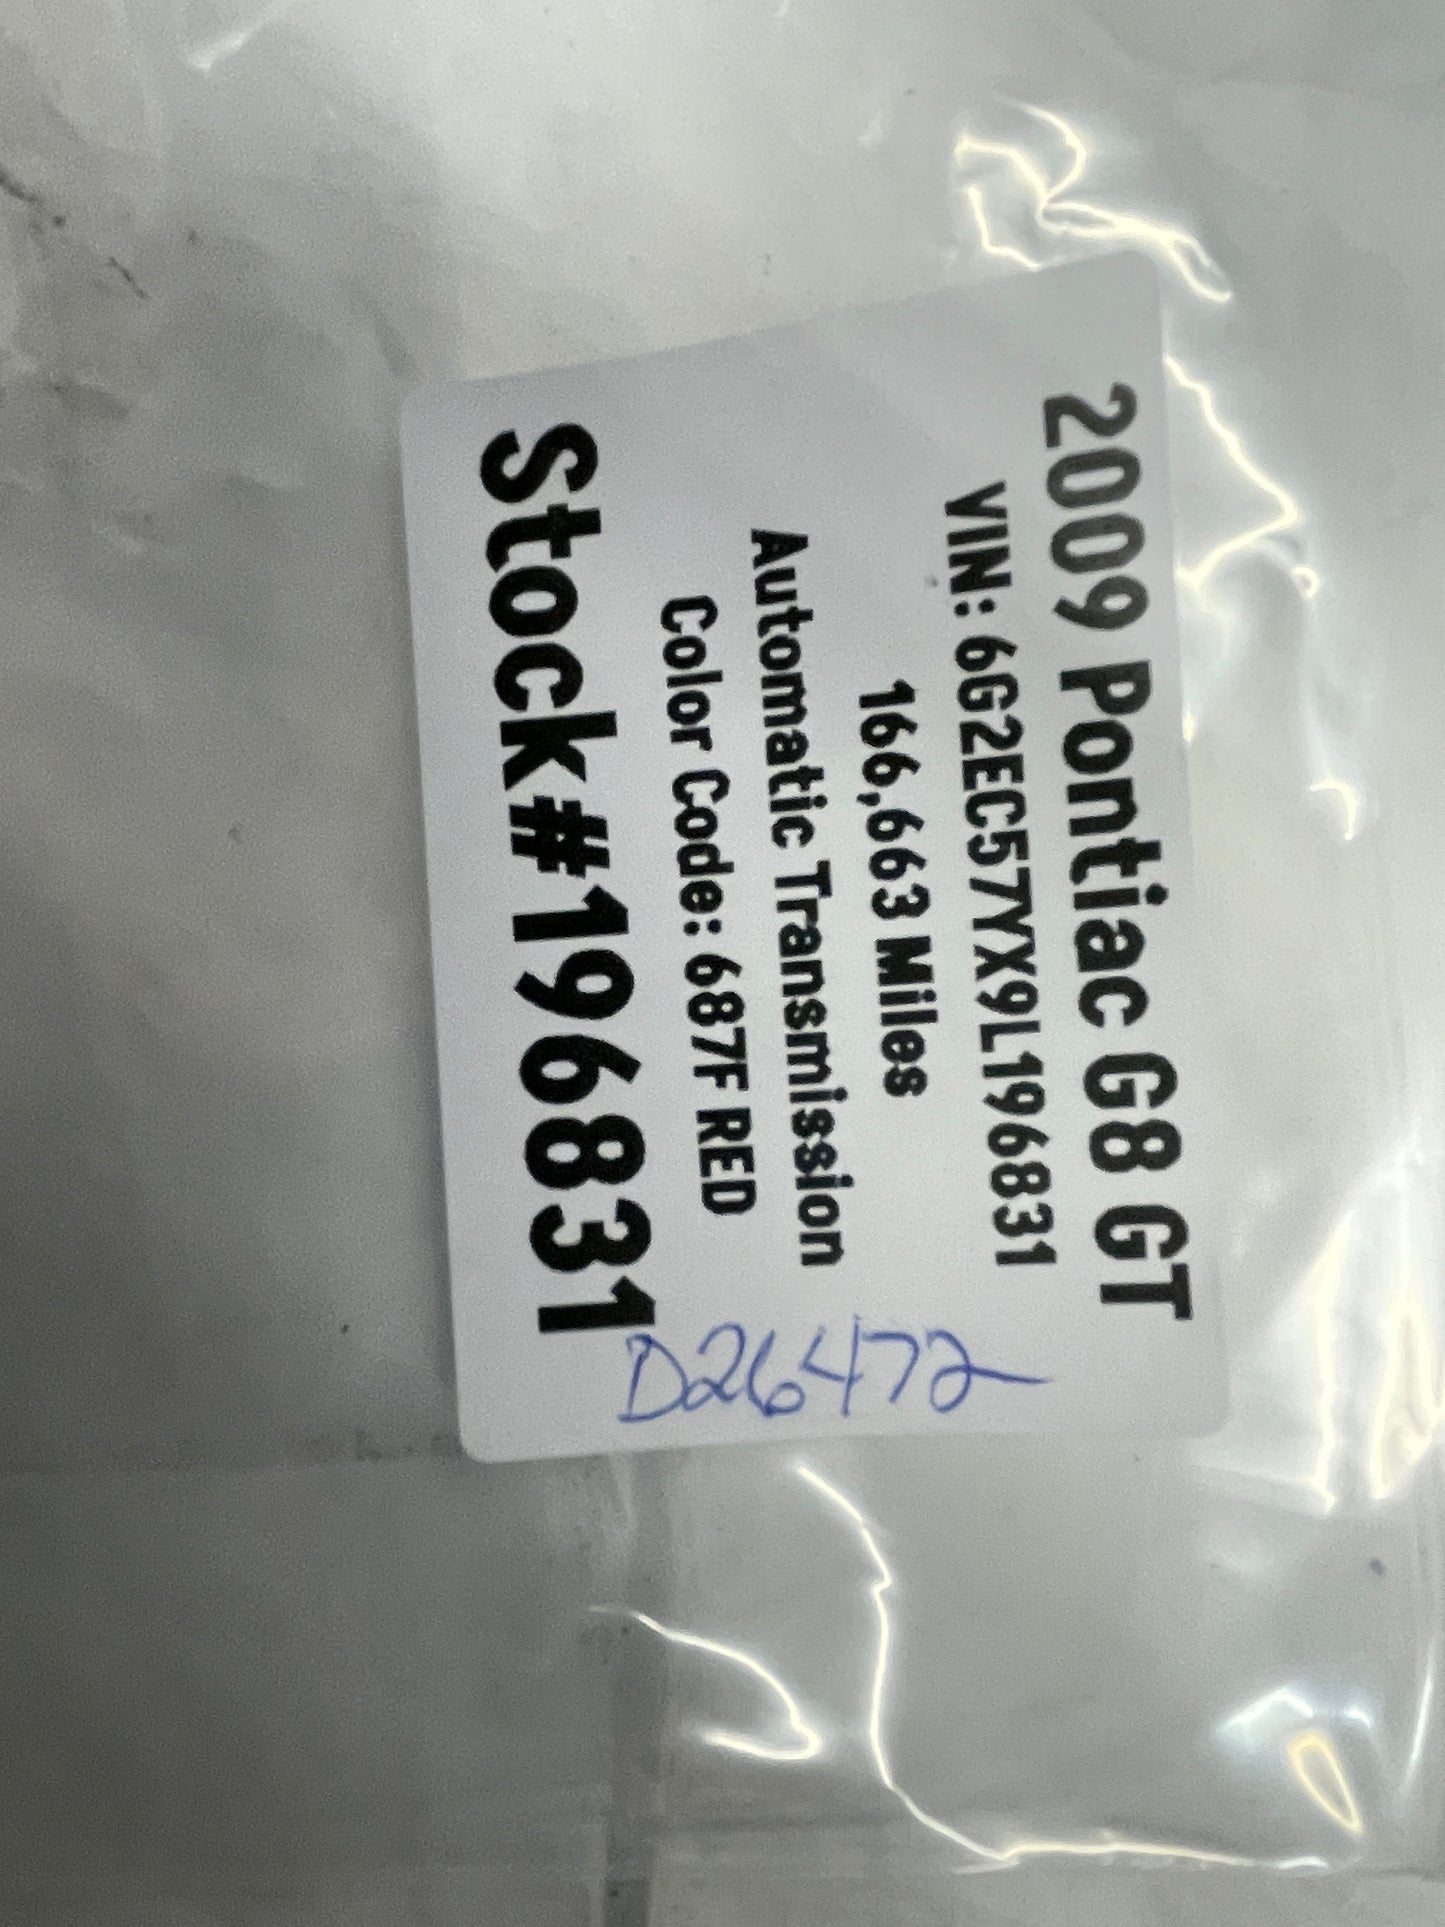 2009 Pontiac G8 GT
VIN: 6G2EC57YX9L196831
166,663 Miles
Automatic Transmission
Color Code: 687F RED
Stock#196831
D26472